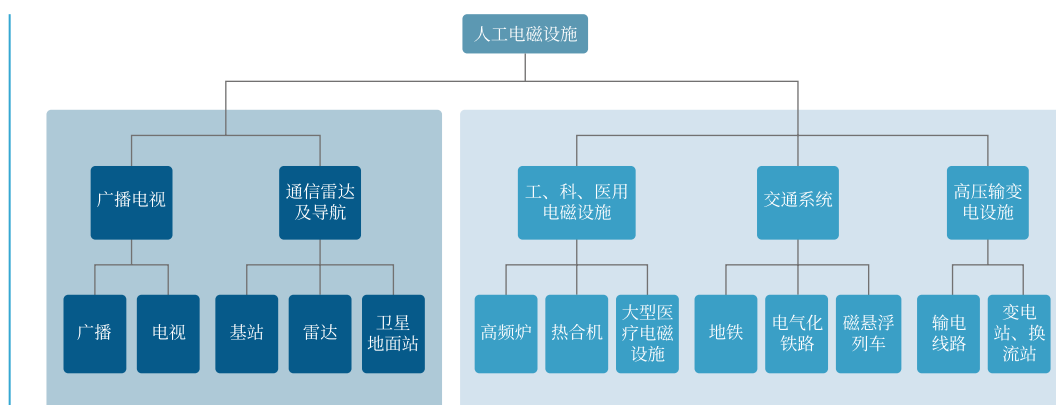 人工电磁设施
广播电视
通信雷达
及导航
工、科、医用
电磁设施
交通系统
高压输变
电设施
广播
电视
基站
雷达
卫星
地面站
高频炉
热合机
大型医
疗电磁
设施
地铁
电气化
铁路
磁悬浮
列车
输电
线路
变电
站、换
流站